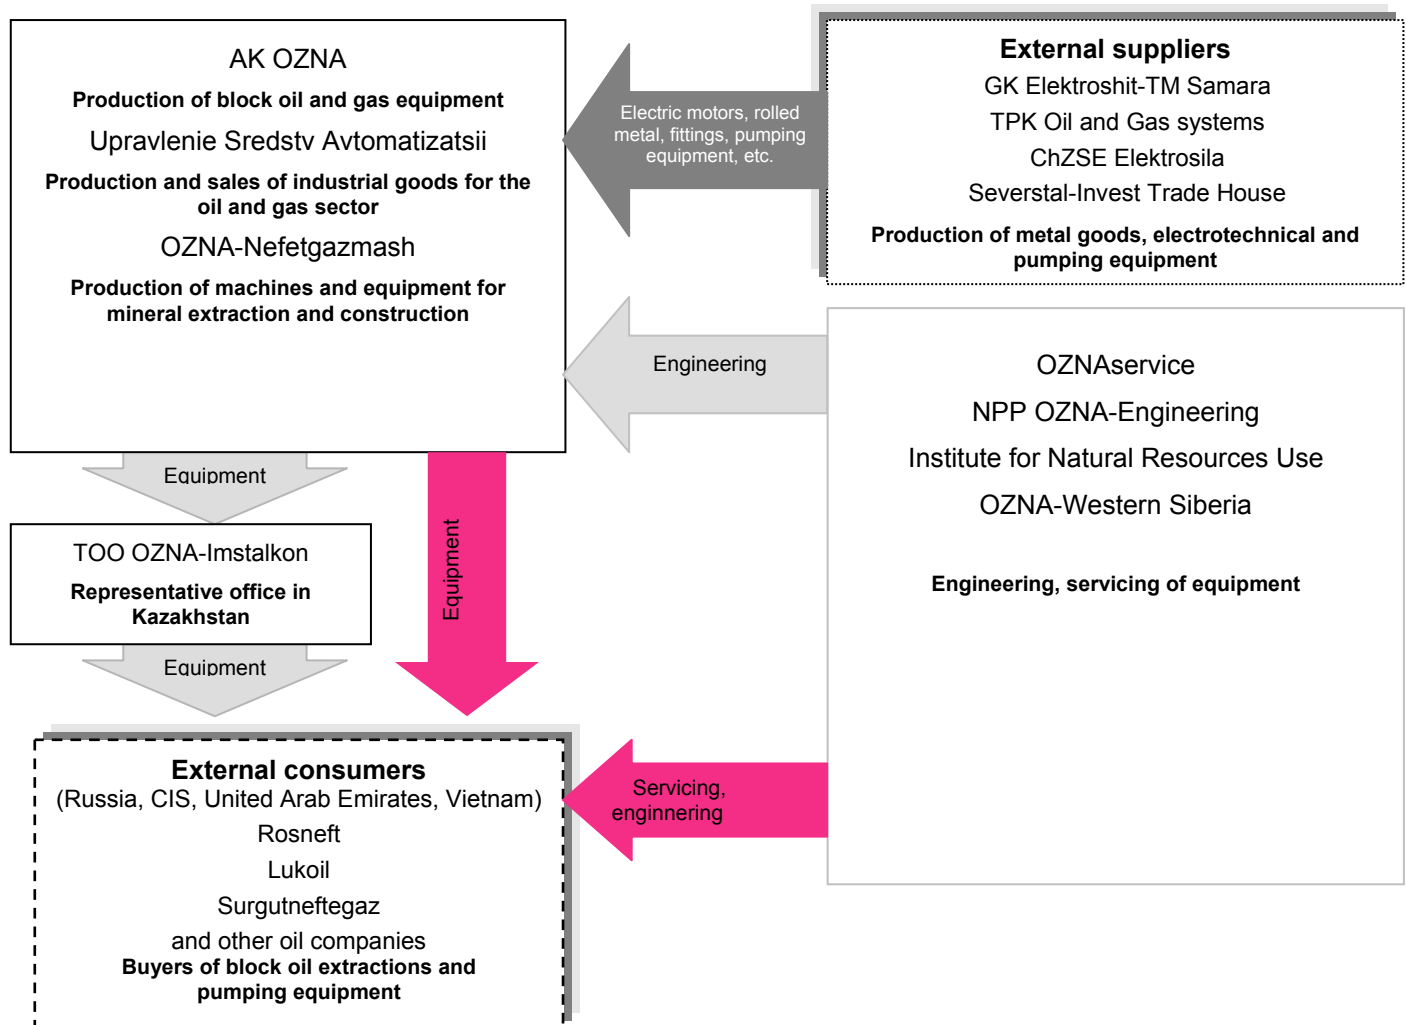 AK OZNA
Production of block oil and gas equipment
Upravlenie Sredstv Avtomatizatsii
Production and sales of industrial goods for the
oil and gas sector
OZNA-Nefetgazmash
Production of machines and equipment for
mineral extraction and construction
Electric motors, rolled
metal, fittings, pumping
equipment, etc.
External suppliers
GK Elektroshit-TM Samara
TPK Oil and Gas systems
ChZSE Elektrosila
Severstal-Invest Trade House
Production of metal goods, electrotechnical and
pumping equipment
Engineering
OZNAservice
NPP OZNA-Engineering
Institute for Natural Resources Use
OZNA-Western Siberia
Engineering, servicing of equipment
Equipment
Equipment
TOO OZNA-Imstalkon
Representative office in
Kazakhstan
Equipment
External consumers
(Russia, CIS, United Arab Emirates, Vietnam)
Rosneft
Lukoil
Surgutneftegaz
and other oil companies
Buyers of block oil extractions and
pumping equipment
Servicing,
enginnering